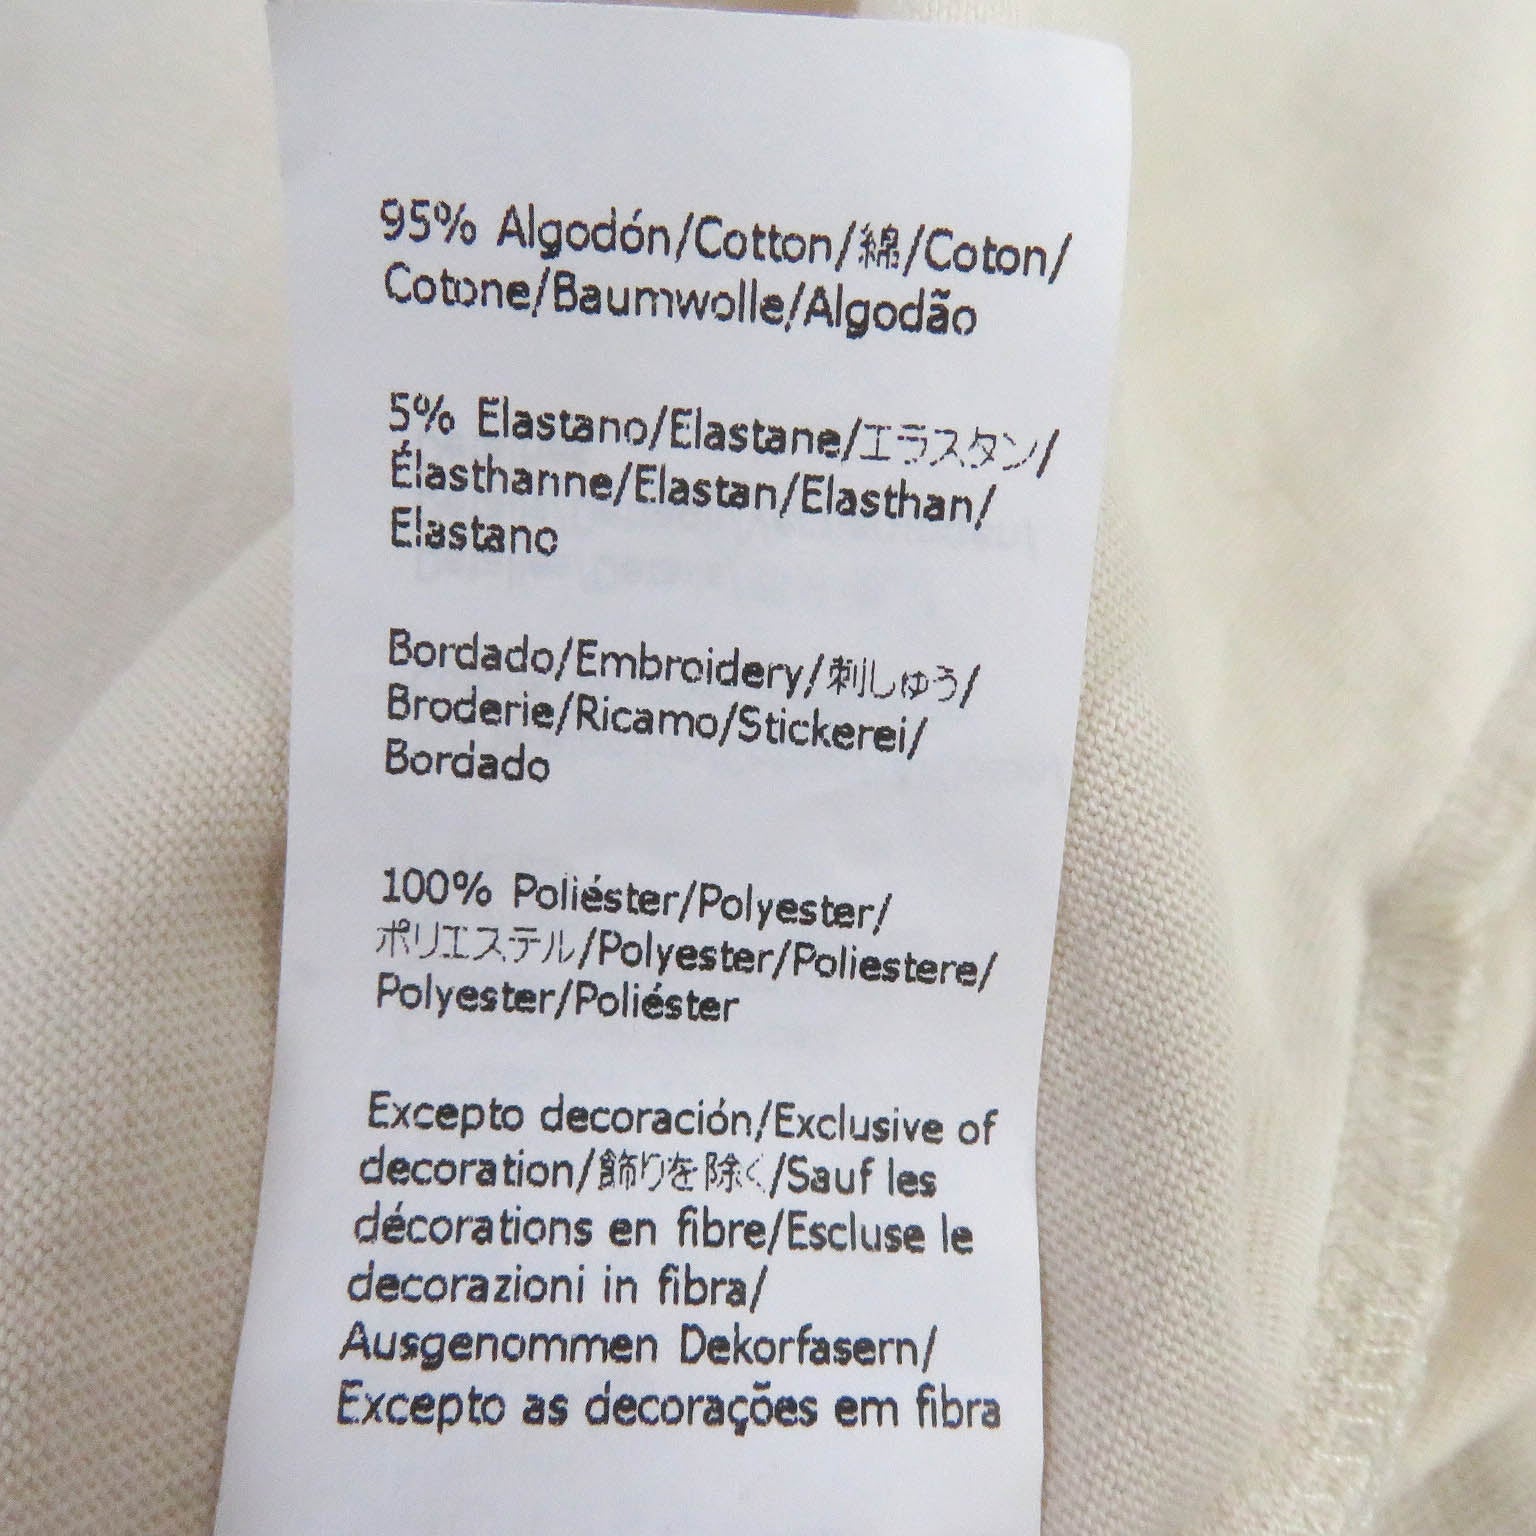 95% Algodón/Cotton/綿/Coton/
Cotone/Baumwolle/Algodão
5% Elastano/Elastane/エラスタン/
Élasthanne/Elastan/Elasthan/
Elastano
Bordado/Embroidery/刺しゅう/
Broderie/Ricamo/Stickerei/
Bordado
100% Poliéster/Polyester/
ポリエステル/Polyester/Poliestere/
Polyester/Poliéster
Excepto decoración/Exclusive of
decoration/飾りを除く/Sauf les
décorations en fibre/Escluse le
decorazioni in fibra/
Ausgenommen Dekorfasern/
Excepto as decorações em fibra